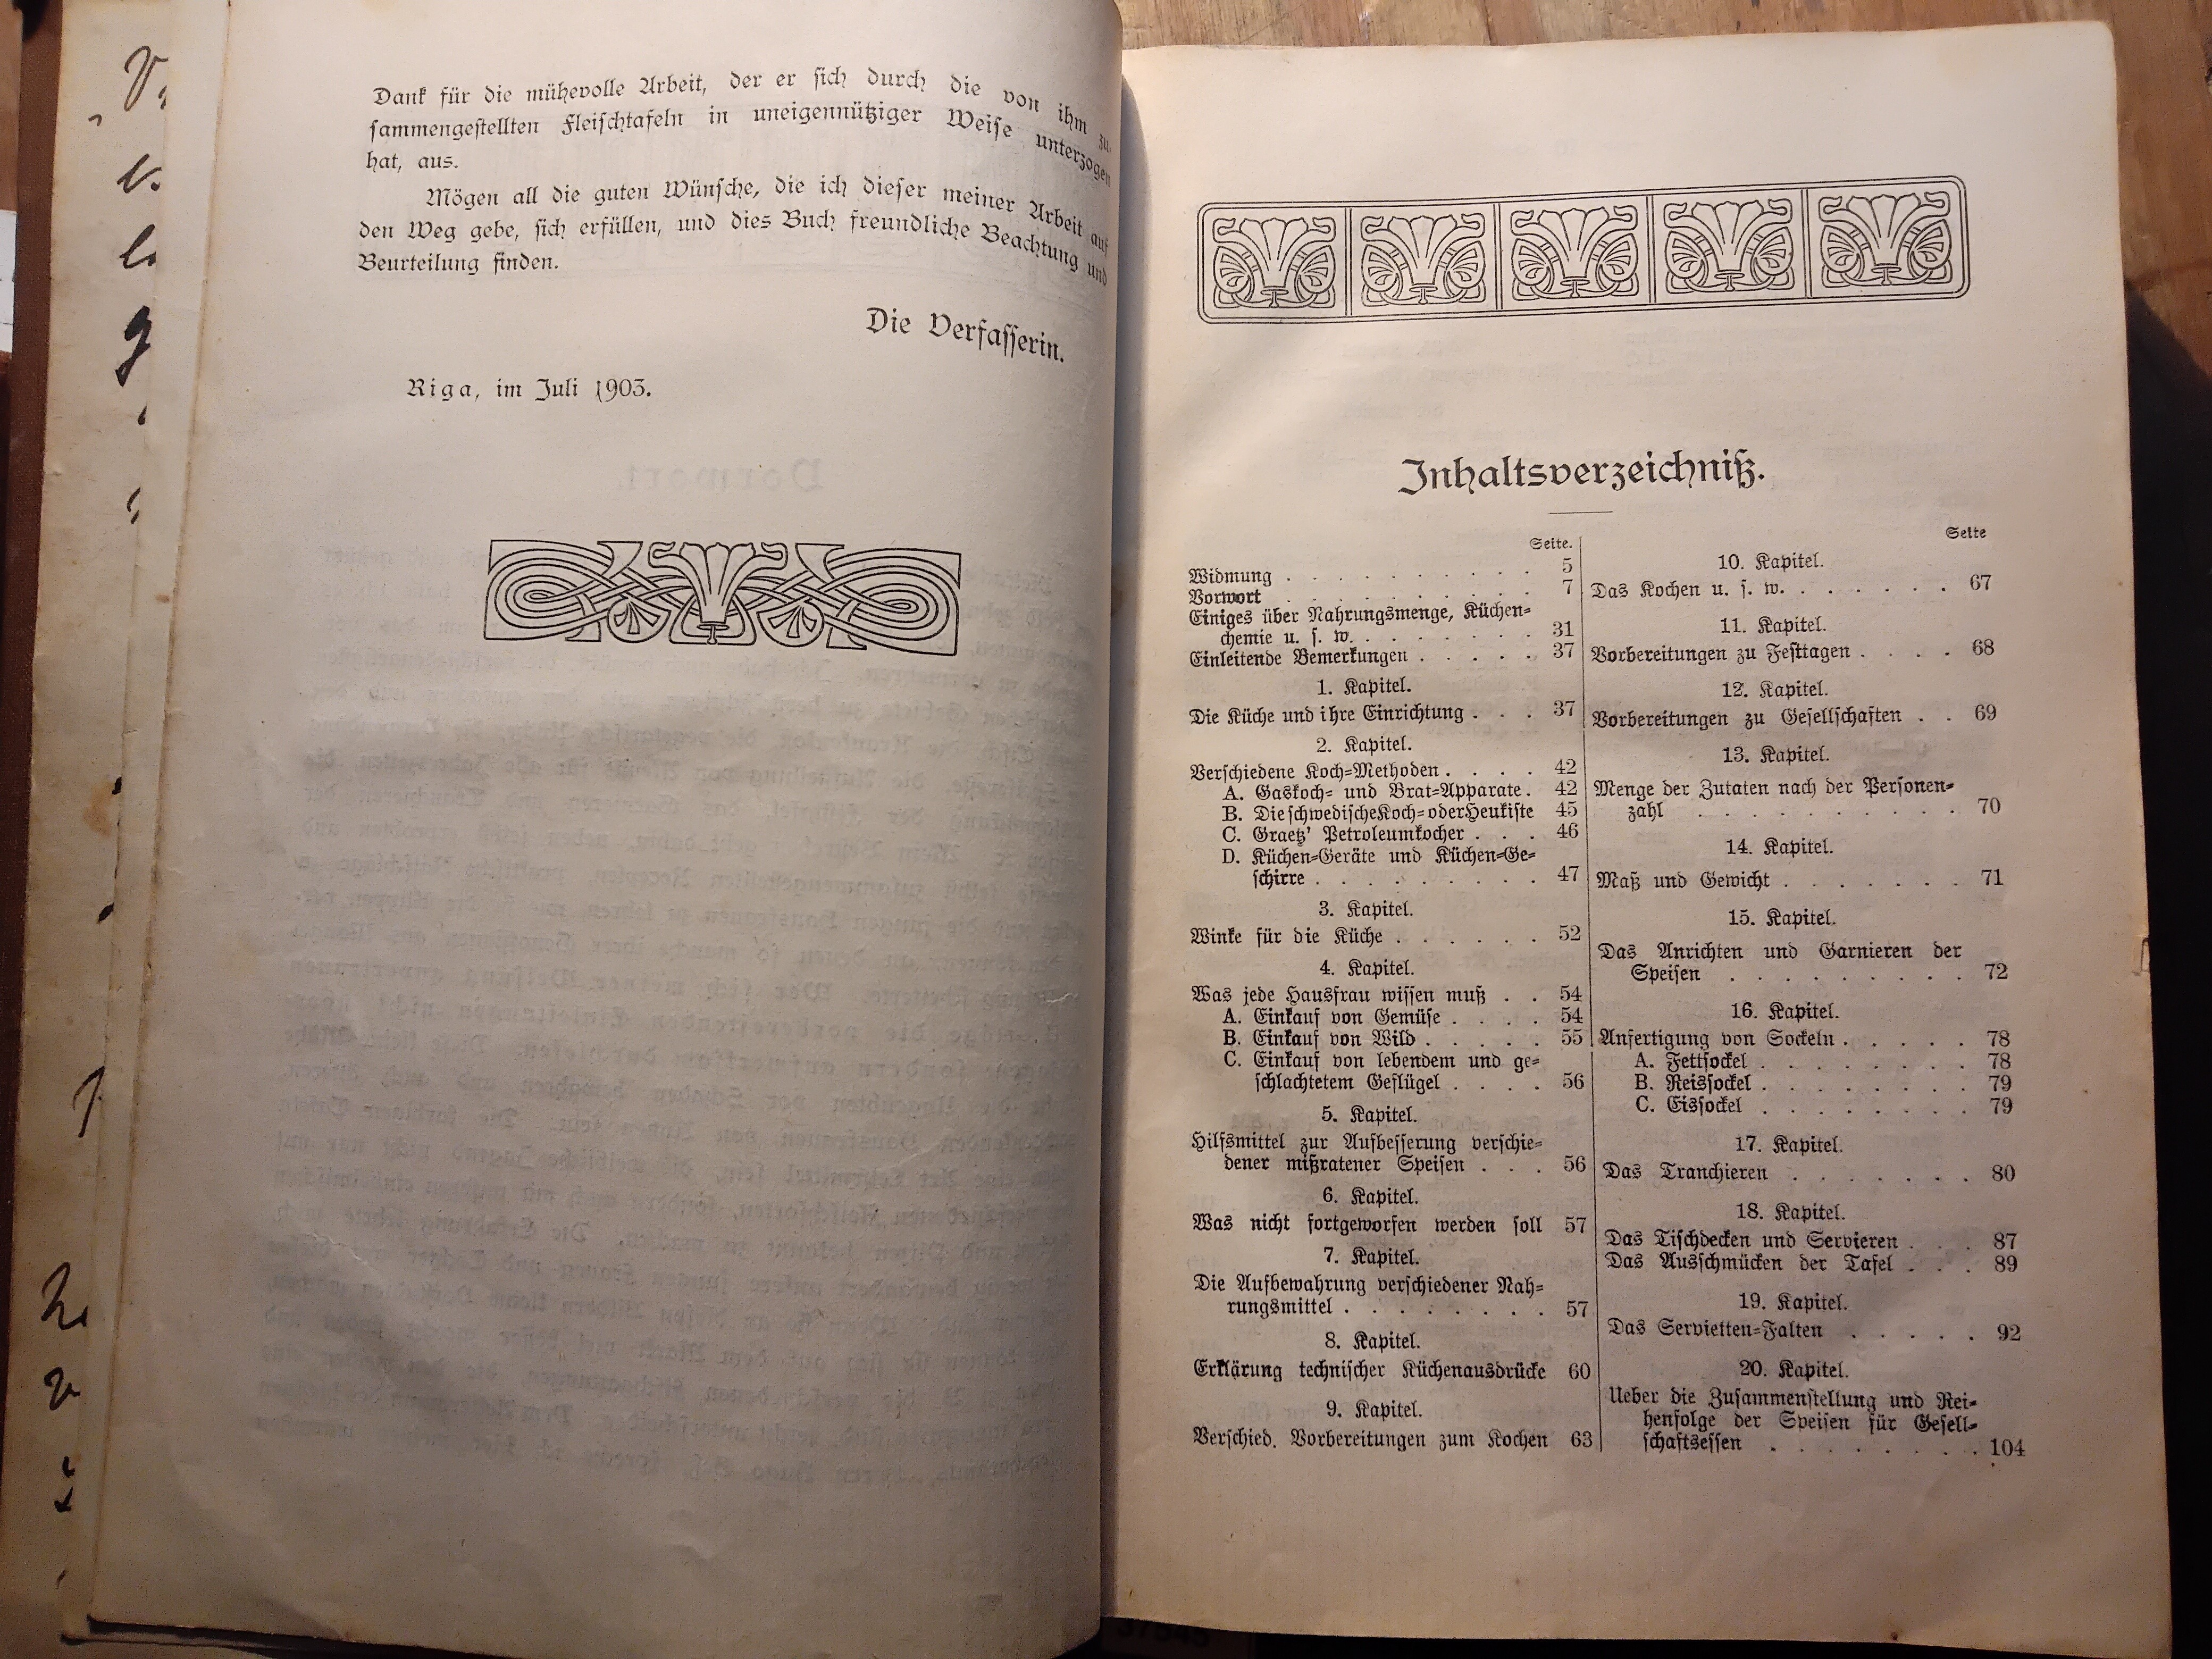 Dank für die mühevolle Arbeit, der er sich durch die von ihm zu-
sammengestellten Fleischtafeln in uneigennütziger Weise unterzogen
hat, aus.
Mögen all die guten Wünsche, die ich dieser meiner Arbeit auf
den Weg gebe, sich erfüllen, und dies Buch freundliche Beachtung und
Beurteilung finden.
Die Verfasserin.
Riga, im Juli 1903.
Inhaltsverzeichniß.
Seite.
Widmung . . . . . . . . . . 5
Vorwort . . . . . . . . . . 7
Einiges über Nahrungsmenge, Küchen-
chemie u. s. w. . . . . . . . 31
Einleitende Bemerkungen . . . . . 37
1. Kapitel.
Die Küche und ihre Einrichtung . . . 37
2. Kapitel.
Verschiedene Koch-Methoden . . . . 42
A. Gaskoch- und Brat-Apparate . 42
B. Die schwedische Koch- oder Heukiste 45
C. Graetz' Petroleumkocher . . . 46
D. Küchen-Geräte und Küchen-Ge-
schirre . . . . . . . . . 47
3. Kapitel.
Winke für die Küche . . . . . . 52
4. Kapitel.
Was jede Hausfrau wissen muß . . 54
A. Einkauf von Gemüse . . . . 54
B. Einkauf von Wild . . . . . 55
C. Einkauf von lebendem und ge-
schlachtetem Geflügel . . . . 56
5. Kapitel.
Hilfsmittel zur Aufbesserung verschie-
dener mißratener Speisen . . . 56
6. Kapitel.
Was nicht fortgeworfen werden soll 57
7. Kapitel.
Die Aufbewahrung verschiedener Nah-
rungsmittel . . . . . . . . 57
8. Kapitel.
Erklärung technischer Küchenausdrücke 60
9. Kapitel.
Verschied. Vorbereitungen zum Kochen 63
Seite
10. Kapitel.
Das Kochen u. s. w. . . . . . . 67
11. Kapitel.
Vorbereitungen zu Festtagen . . . . 68
12. Kapitel.
Vorbereitungen zu Gesellschaften . . 69
13. Kapitel.
Menge der Zutaten nach der Personen-
zahl . . . . . . . . . . 70
14. Kapitel.
Maß und Gewicht . . . . . . . 71
15. Kapitel.
Das Anrichten und Garnieren der
Speisen . . . . . . . . . 72
16. Kapitel.
Anfertigung von Sockeln . . . . . 78
A. Fettsockel . . . . . . . . 78
B. Reissockel . . . . . . . . 79
C. Eissockel . . . . . . . . 79
17. Kapitel.
Das Tranchieren . . . . . . . 80
18. Kapitel.
Das Tischdecken und Servieren . . . 87
Das Ausschmücken der Tafel . . . 89
19. Kapitel.
Das Servietten-Falten . . . . . 92
20. Kapitel.
Ueber die Zusammenstellung und Rei-
henfolge der Speisen für Gesell-
schaftsessen . . . . . . . . 104